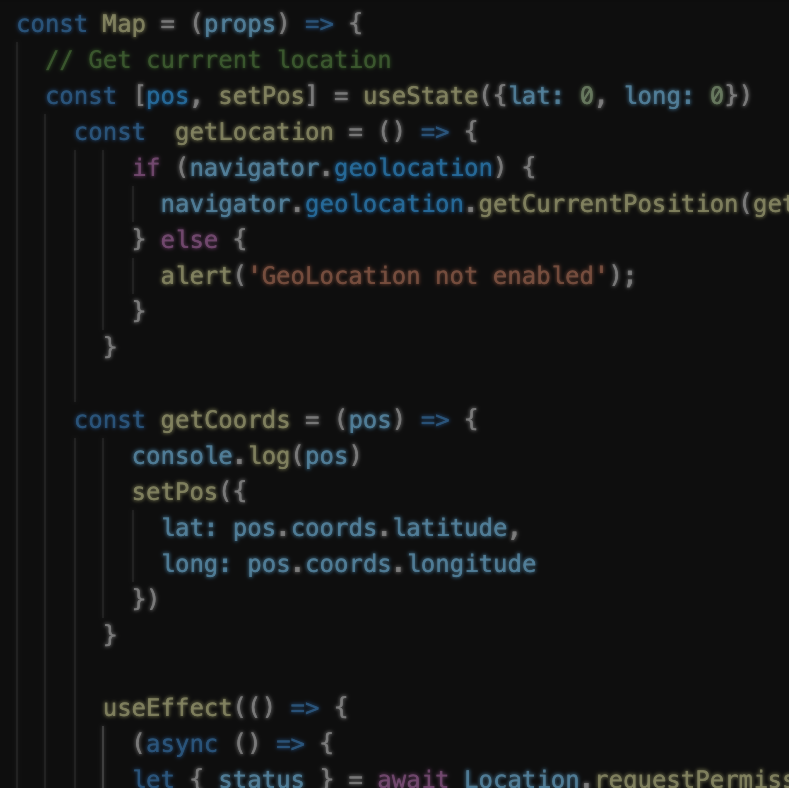 const Map = (props) => {
// Get currrent location
const [pos, setPos] = useState({lat: 0, long: 0})
const  getLocation = () => {
if (navigator.geolocation) {
navigator.geolocation.getCurrentPosition(get
} else {
alert('GeoLocation not enabled');
}
}
const getCoords = (pos) => {
console.log(pos)
setPos({
lat: pos.coords.latitude,
long: pos.coords.longitude
})
}
useEffect(() => {
(async () => {
let { status } = await Location.requestPermiss